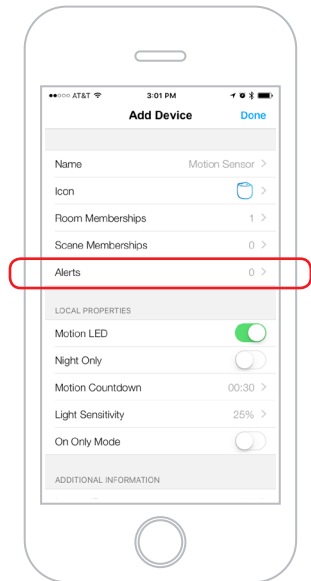 ●●○○○ AT&T 3:01 PM
Add Device Done
Name Motion Sensor >
Icon >
Room Memberships 1 >
Scene Memberships 0 >
Alerts 0 >
LOCAL PROPERTIES
Motion LED
Night Only
Motion Countdown 00:30 >
Light Sensitivity 25% >
On Only Mode
ADDITIONAL INFORMATION